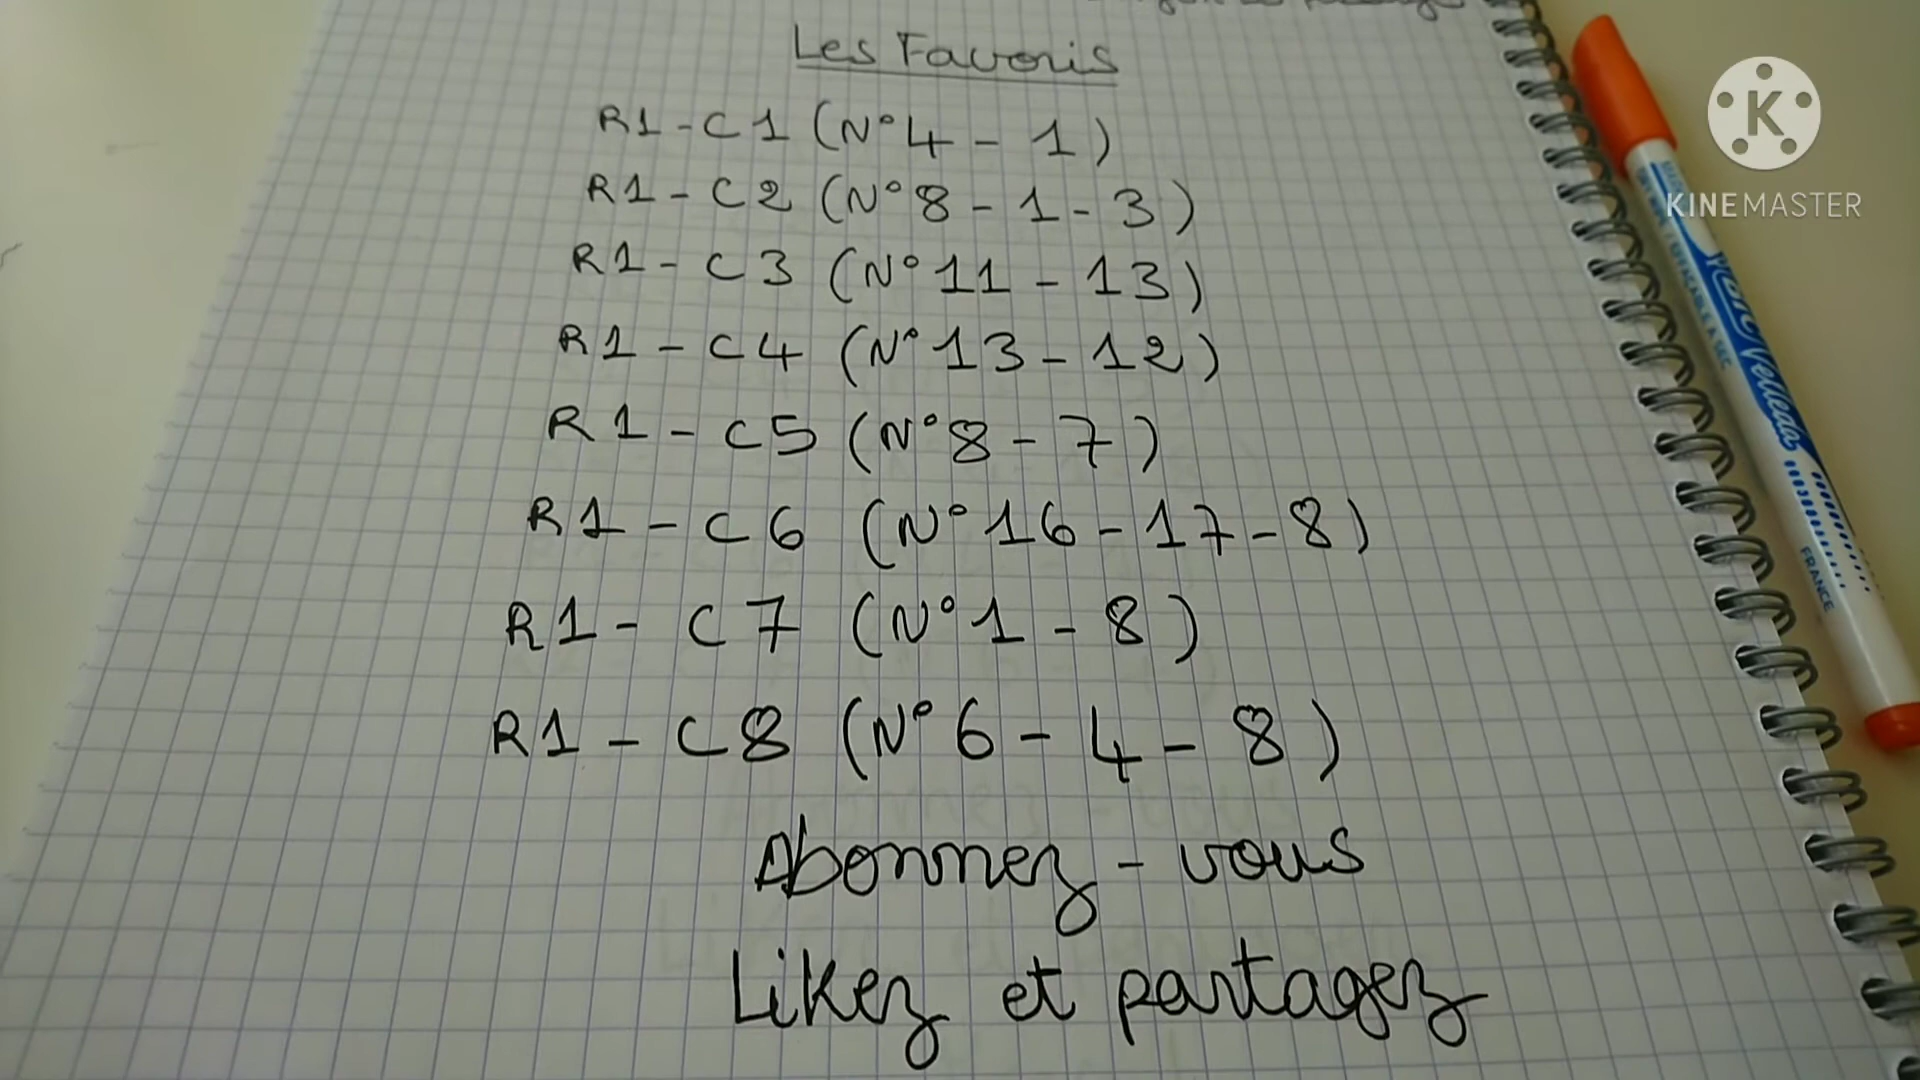 Les Favoris
R1-C1 (N°4 - 1)
R1 - C2 (N°8 - 1 - 3)
R1 - C3 (N°11 - 13)
R1 - C4 (N°13 - 12)
R1 - C5 (N°8 - 7)
R1 - C6 (N°16 - 17 - 8)
R1 - C7 (N°1 - 8)
R1 - C8 (N°6 - 4 - 8)
Abonnez-vous
Likez et partagez
K
KINEMASTER
Velleda
FRANCE